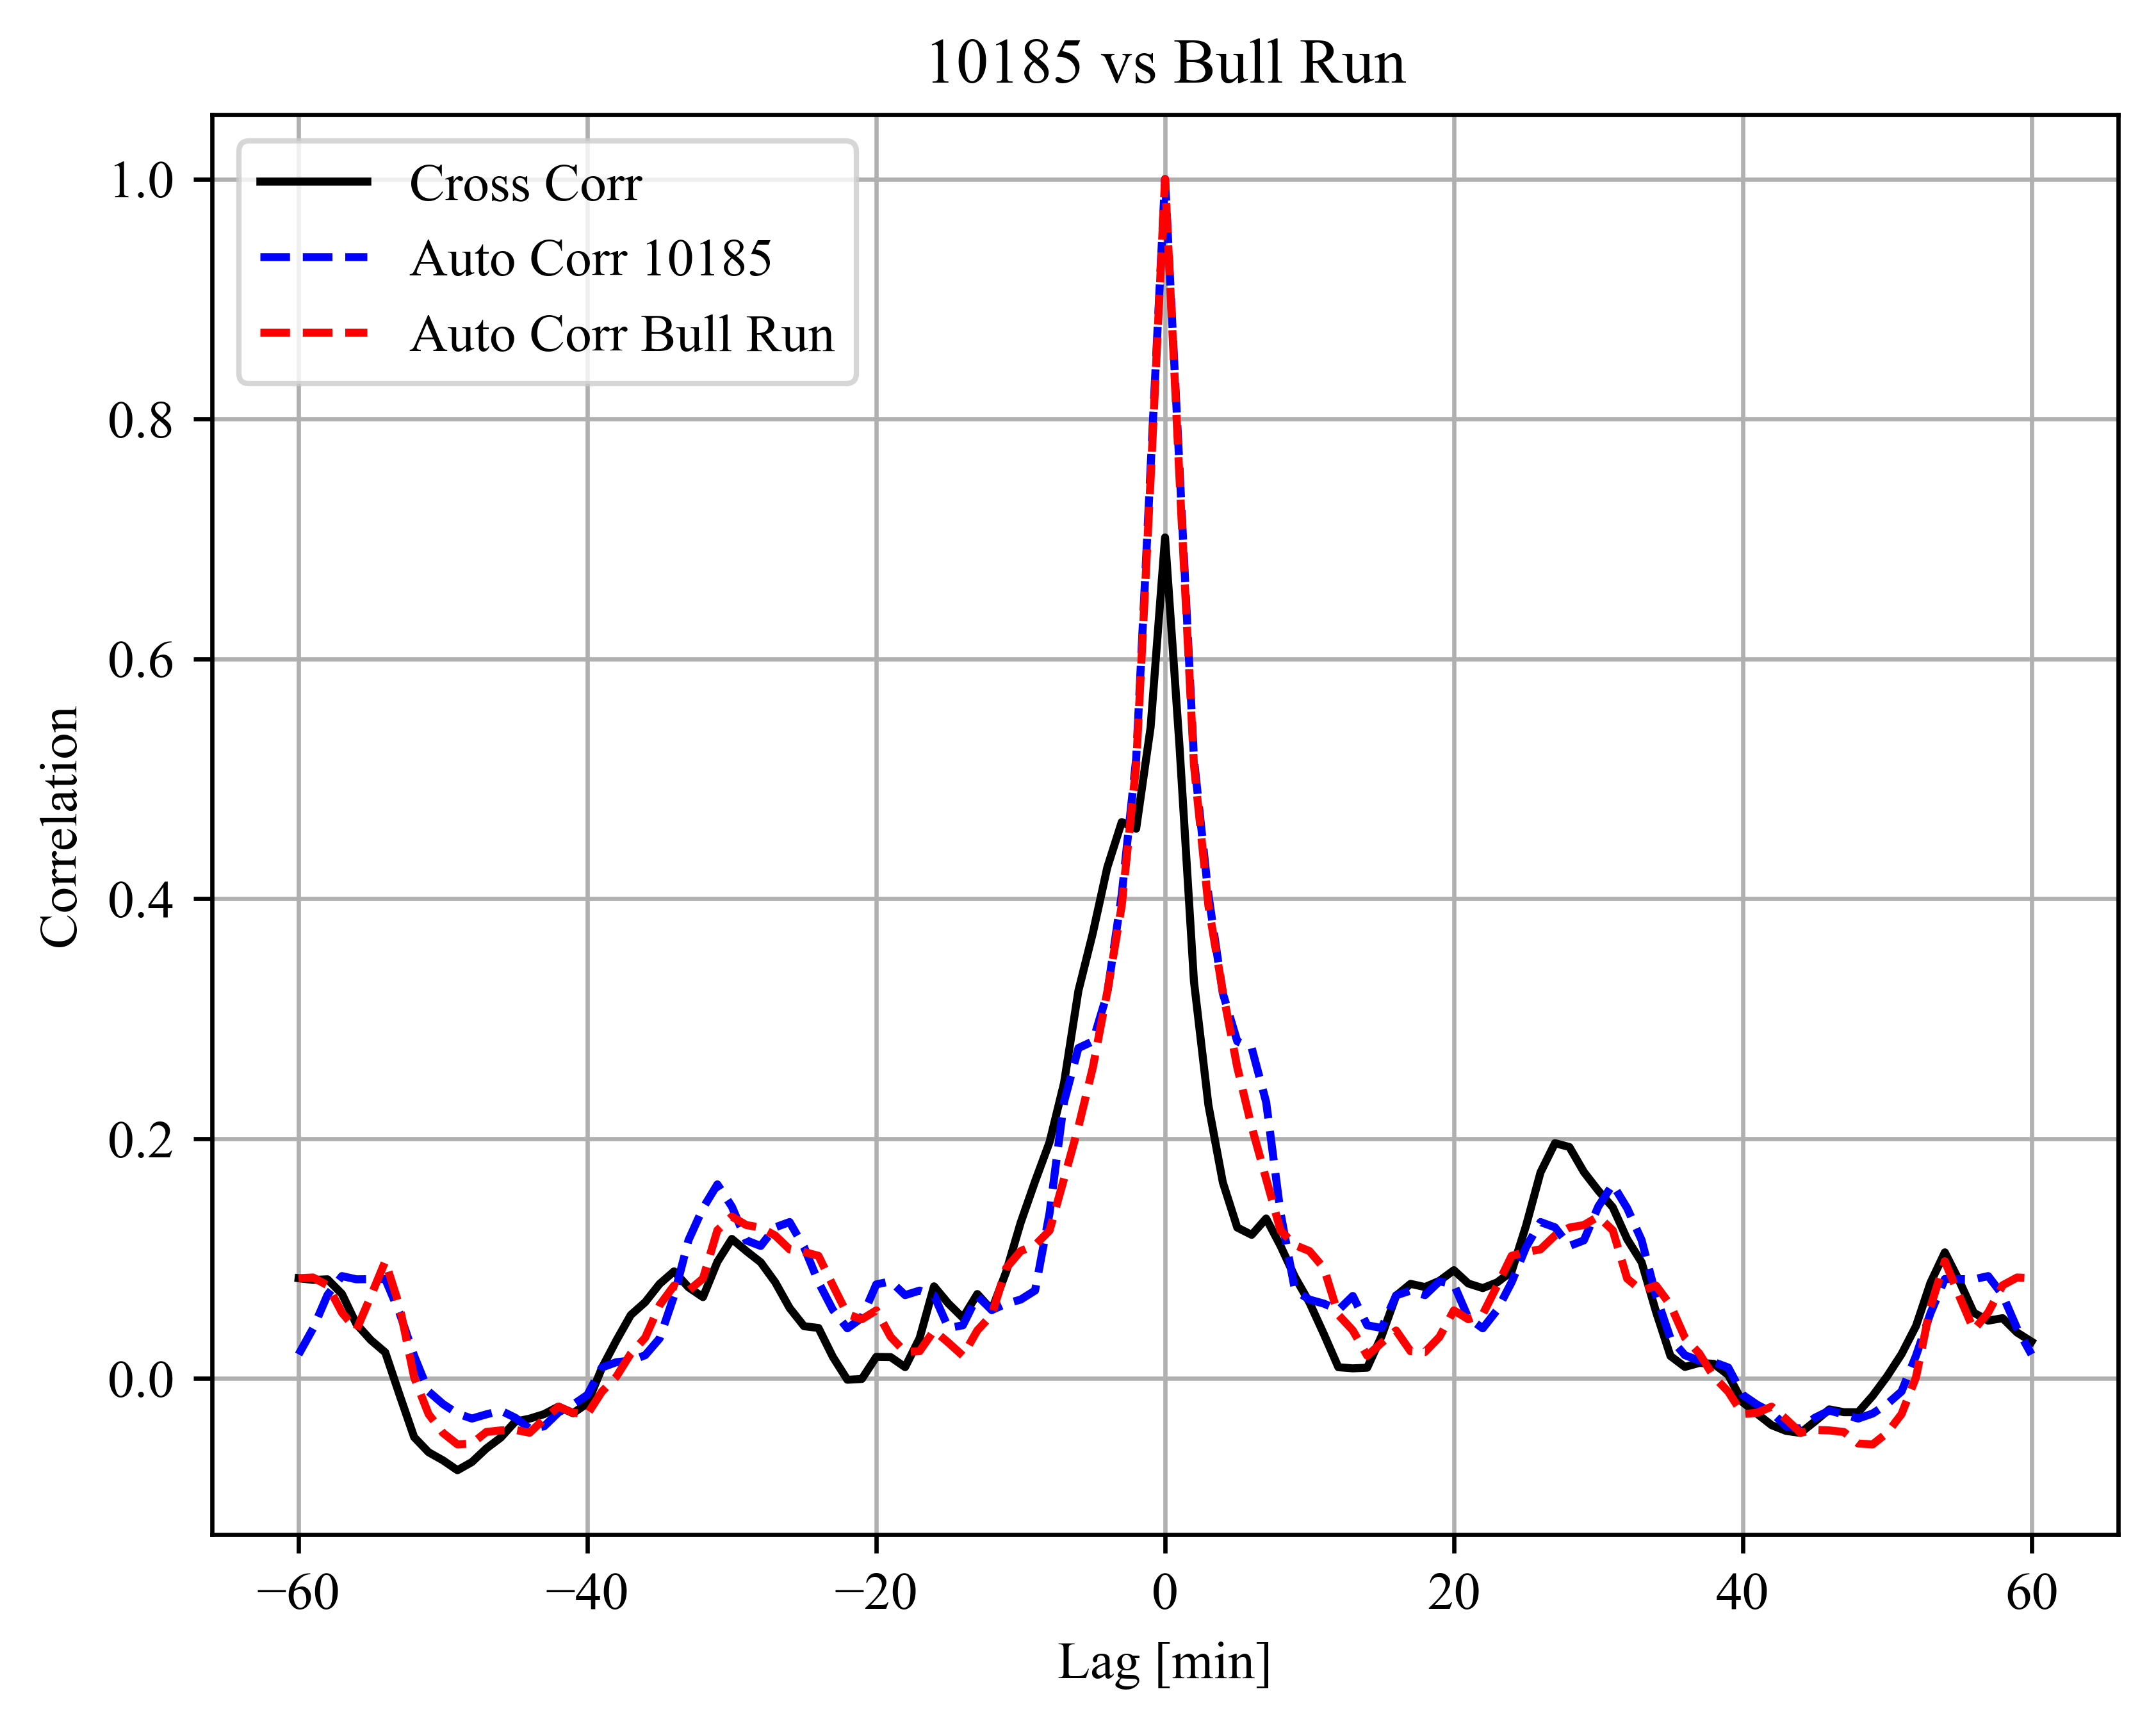 10185 vs Bull Run
Cross Corr
Auto Corr 10185
Auto Corr Bull Run
1.0
0.8
0.6
0.4
0.2
0.0
Correlation
−60 −40 −20 0 20 40 60
Lag [min]